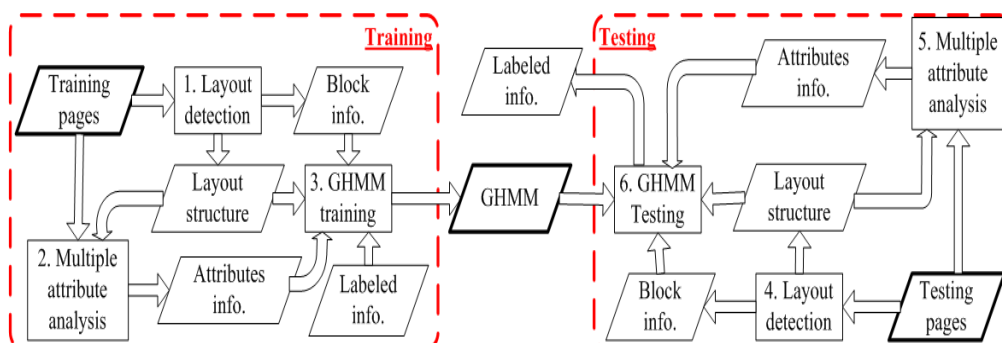 Training
Training
pages
1. Layout
detection
Block
info.
Layout
structure
3. GHMM
training
2. Multiple
attribute
analysis
Attributes
info.
Labeled
info.
GHMM
Testing
Labeled
info.
Attributes
info.
5. Multiple
attribute
analysis
6. GHMM
Testing
Layout
structure
Block
info.
4. Layout
detection
Testing
pages